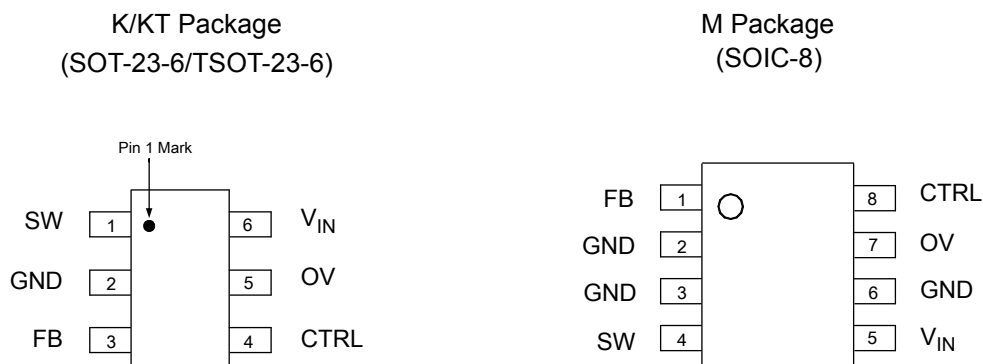 K/KT Package
(SOT-23-6/TSOT-23-6)
Pin 1 Mark
SW 1 6 VIN
GND 2 5 OV
FB 3 4 CTRL
M Package
(SOIC-8)
FB 1 8 CTRL
GND 2 7 OV
GND 3 6 GND
SW 4 5 VIN